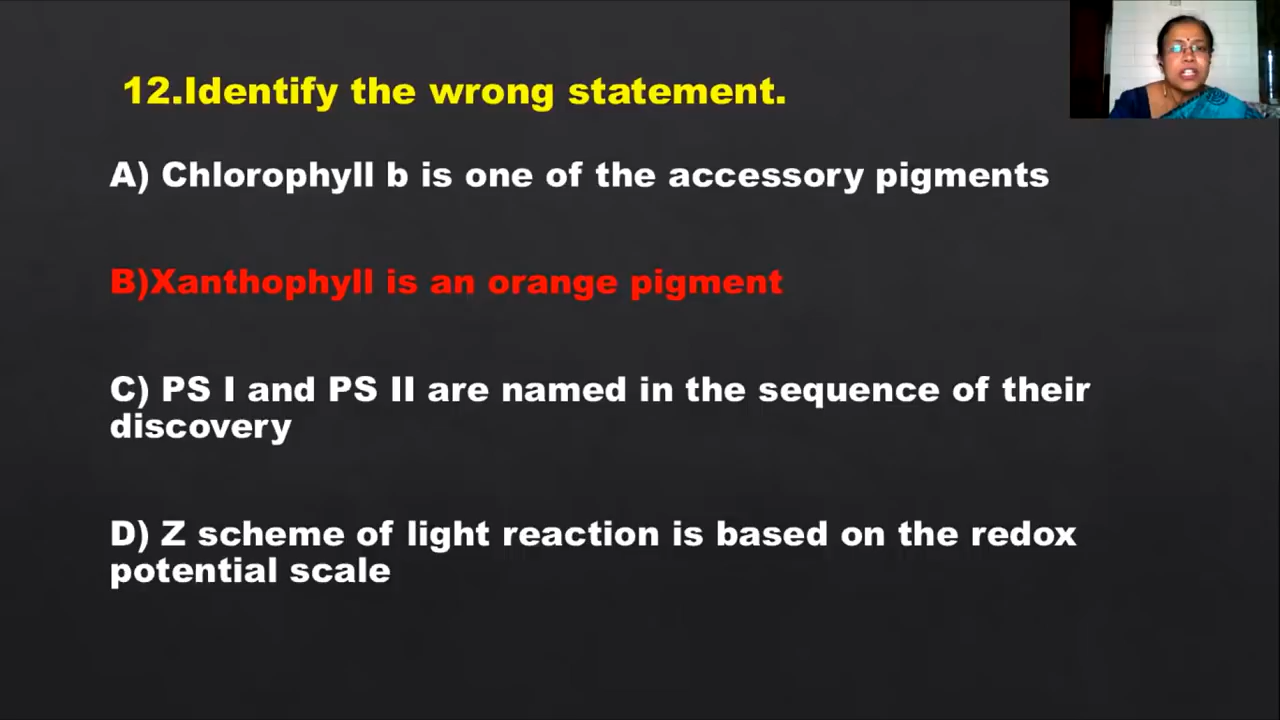 12.Identify the wrong statement.
A) Chlorophyll b is one of the accessory pigments
B)Xanthophyll is an orange pigment
C) PS I and PS II are named in the sequence of their
discovery
D) Z scheme of light reaction is based on the redox
potential scale